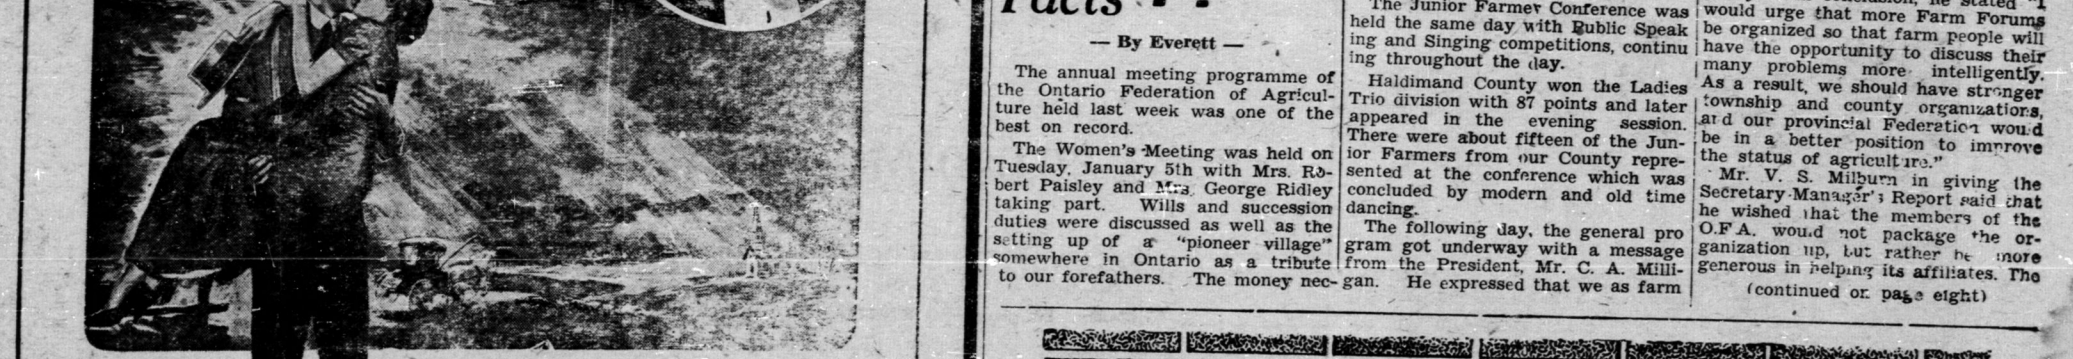 Facts - -
— By Everett —
The annual meeting programme of
the Ontario Federation of Agricul-
ture held last week was one of the
best on record.
The Women's Meeting was held on
Tuesday, January 5th with Mrs. Ro-
bert Paisley and Mrs. George Ridley
taking part. Wills and succession
duties were discussed as well as the
setting up of a "pioneer village"
somewhere in Ontario as a tribute
to our forefathers. The money nec-
The Junior Farmer Conference was
held the same day with Public Speak
ing and Singing competitions, continu
ing throughout the day.
Haldimand County won the Ladies
Trio division with 87 points and later
appeared in the evening session.
There were about fifteen of the Jun-
ior Farmers from our County repre-
sented at the conference which was
concluded by modern and old time
dancing.
The following day, the general pro
gram got underway with a message
from the President, Mr. C. A. Milli-
gan. He expressed that we as farm
he stated "I
would urge that more Farm Forums
be organized so that farm people will
have the opportunity to discuss their
many problems more intelligently.
As a result, we should have stronger
township and county organizations,
and our provincial Federation would
be in a better position to improve
the status of agriculture."
Mr. V. S. Milburn in giving the
Secretary-Manager's Report said that
he wished that the members of the
O.F.A. would not package the or-
ganization up, but rather be more
generous in helping its affiliates. The
(continued on page eight)